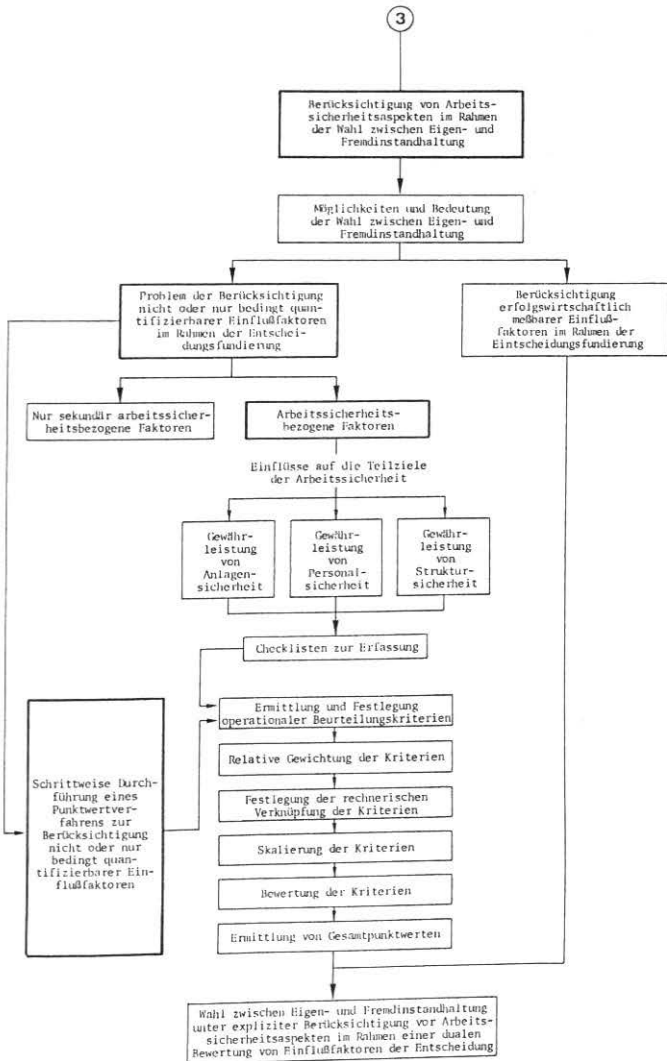 3
Berücksichtigung von Arbeits-
sicherheitsaspekten im Rahmen
der Wahl zwischen Eigen- und
Fremdinstandhaltung
Möglichkeiten und Bedeutung
der Wahl zwischen Eigen- und
Fremdinstandhaltung
Problem der Berücksichtigung
nicht oder nur bedingt quan-
tifizierbarer Einflußfaktoren
im Rahmen der Entschei-
dungsfundierung
Berücksichtigung
erfolgswirtschaftlich
meßbarer Einfluß-
faktoren im Rahmen der
Eintscheidungsfundierung
Nur sekundär arbeitssicher-
heitsbezogene Faktoren
Arbeitssicherheits-
bezogene Faktoren
Einflüsse auf die Teilziele
der Arbeitssicherheit
Gewähr-
leistung
von
Anlagen-
sicherheit
Gewähr-
leistung
von
Personal-
sicherheit
Gewähr-
leistung
von
Struktur-
sicherheit
Checklisten zur Erfassung
Ermittlung und Festlegung
operationaler Beurteilungskriterien
Relative Gewichtung der Kriterien
Festlegung der rechnerischen
Verknüpfung der Kriterien
Skalierung der Kriterien
Bewertung der Kriterien
Ermittlung von Gesamtpunktwerten
Schrittweise Durch-
führung eines
Punktwertver-
fahrens zur
Berücksichtigung
nicht oder nur
bedingt quan-
tifizierbarer Ein-
flußfaktoren
Wahl zwischen Eigen- und Fremdinstandhaltung
unter expliziter Berücksichtigung vor Arbeits-
sicherheitsaspekten im Rahmen einer dualen
Bewertung von Einflußfaktoren der Entscheidung